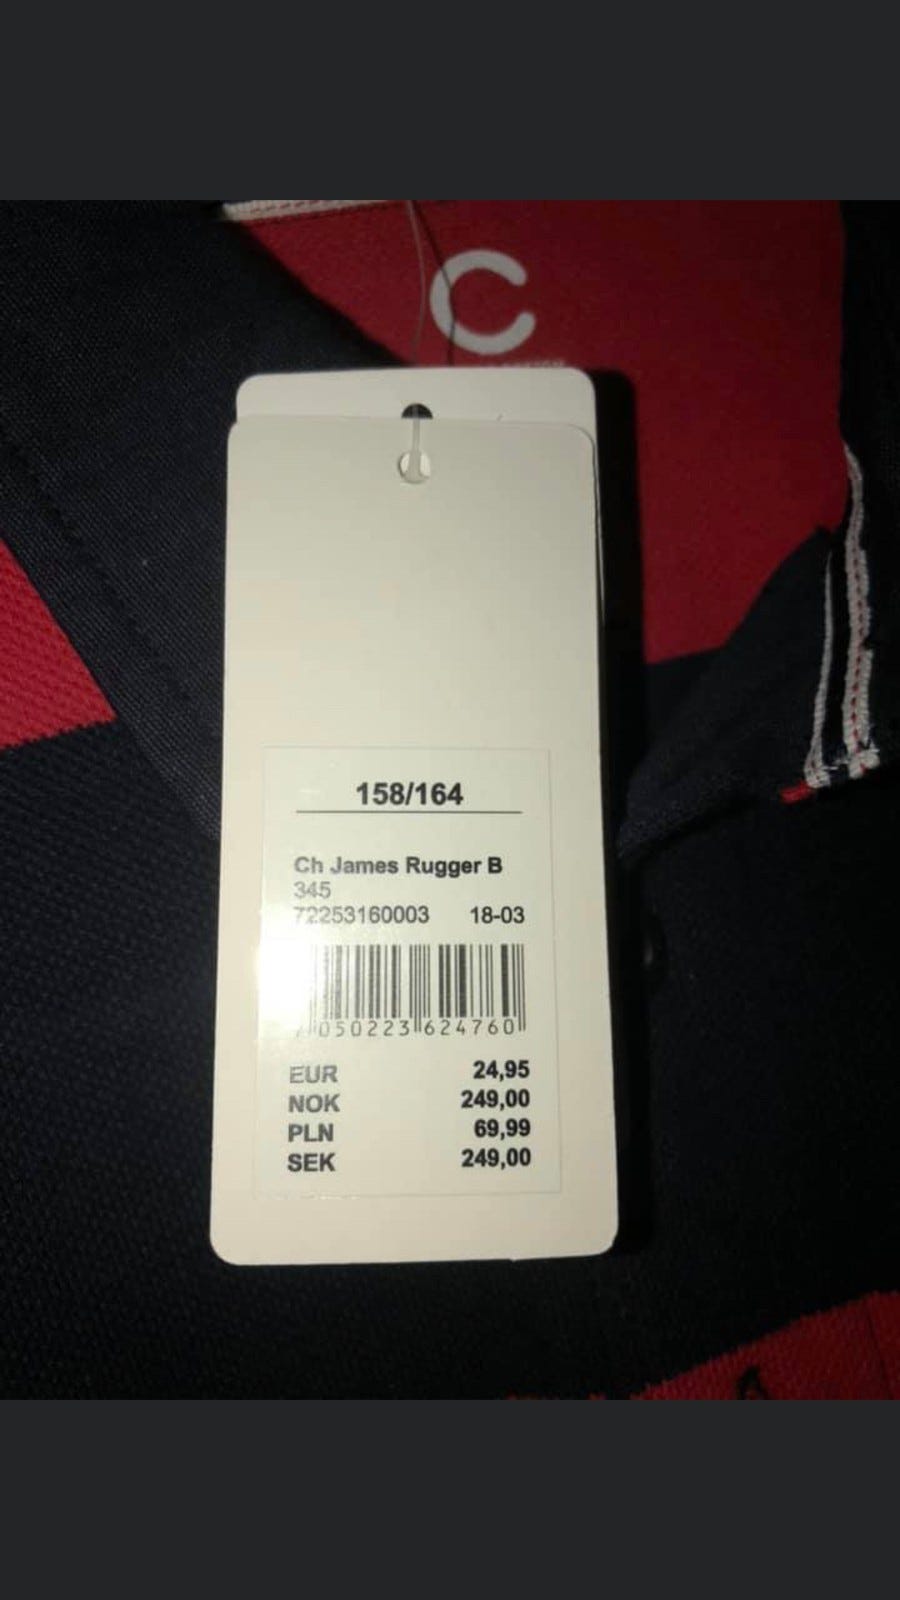 C
158/164
Ch James Rugger B
345
72253160003 18-03
050223 624760
EUR 24,95
NOK 249,00
PLN 69,99
SEK 249,00